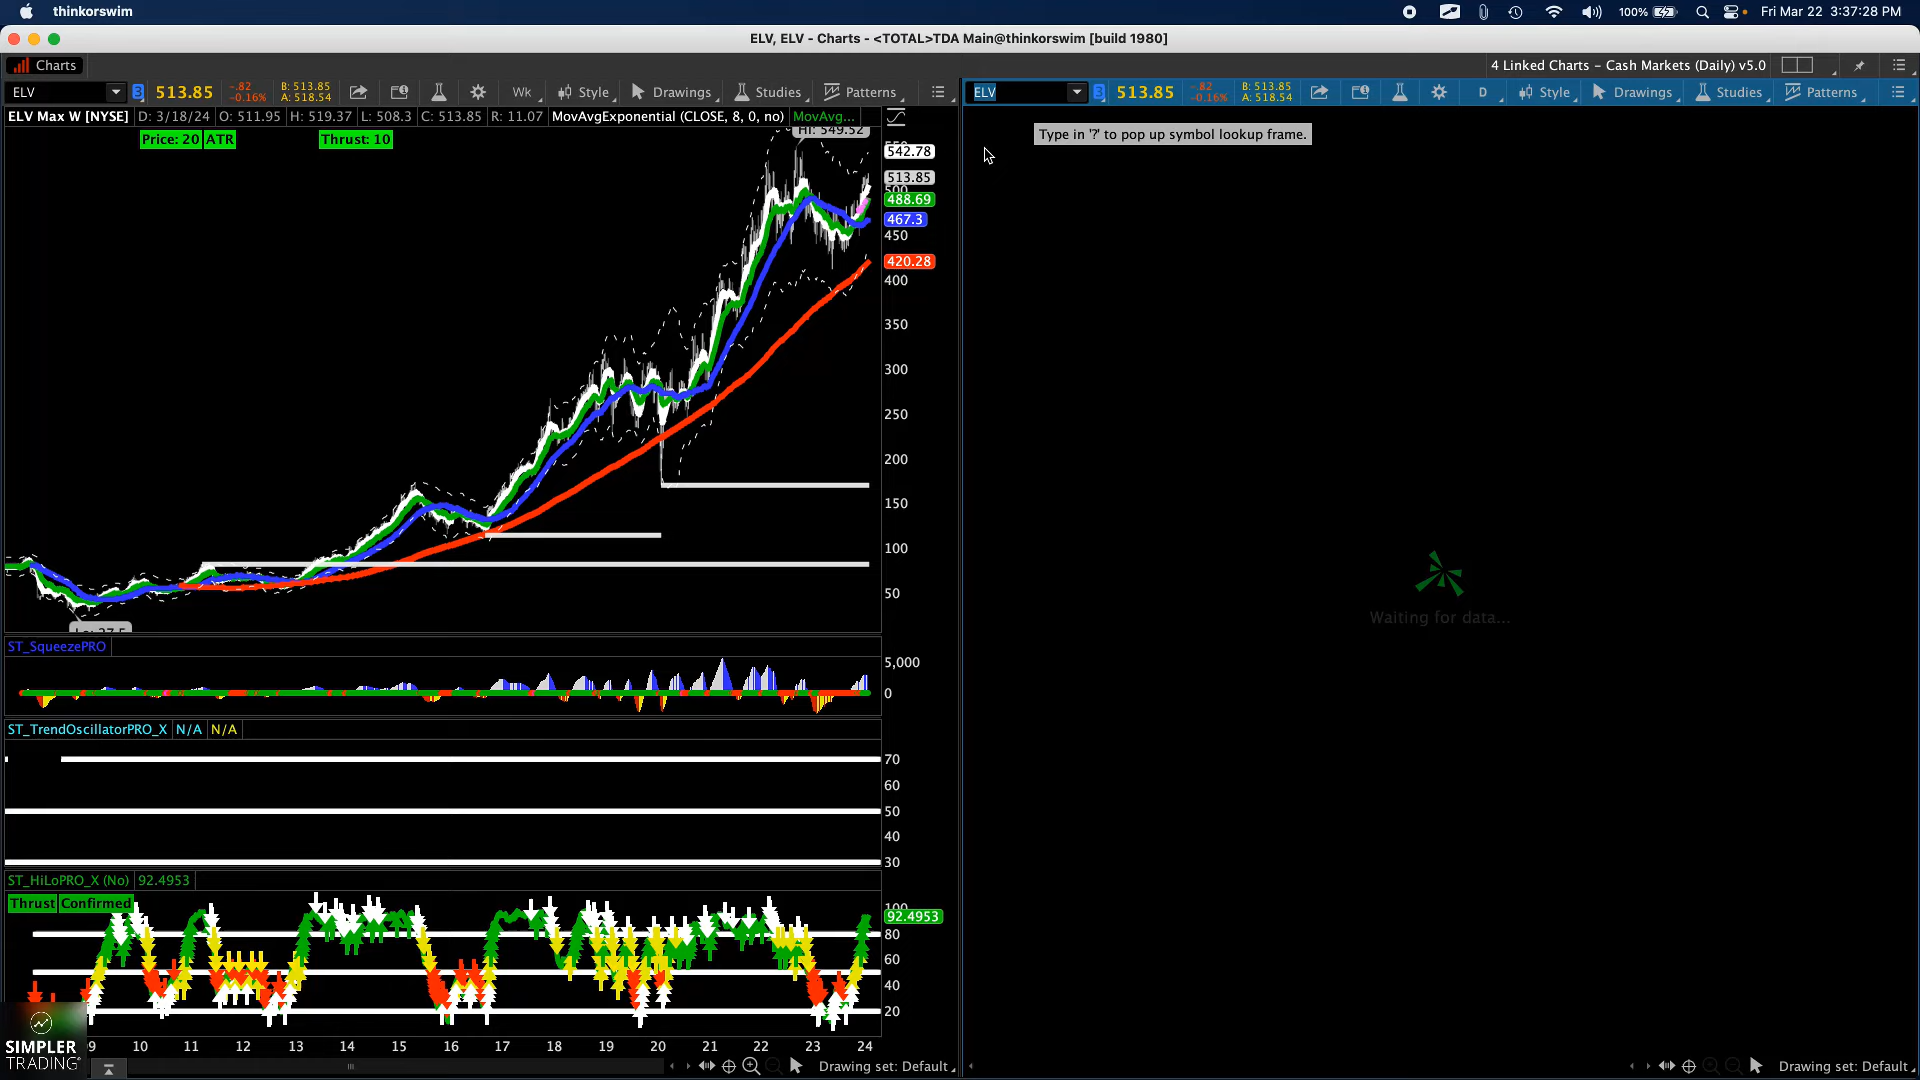 thinkorswim
100%
Fri Mar 22 3:37:28 PM
ELV, ELV - Charts - <TOTAL>TDA Main@thinkorswim [build 1980]
Charts
4 Linked Charts - Cash Markets (Daily) v5.0
ELV 3 513.85 -.82 -0.16% B: 513.85 A: 518.54 Wk Style Drawings Studies Patterns
ELV 3 513.85 -.82 -0.16% B: 513.85 A: 518.54 D Style Drawings Studies Patterns
ELV Max W [NYSE] D: 3/18/24 O: 511.95 H: 519.37 L: 508.3 C: 513.85 R: 11.07 MovAvgExponential (CLOSE, 8, 0, no) MovAvg...
Price: 20 ATR Thrust: 10
Hi: 549.52
Type in '?' to pop up symbol lookup frame.
542.78
513.85
500
488.69
467.3
450
420.28
400
350
300
250
200
150
100
50
Waiting for data...
ST_SqueezePRO
5,000
0
ST_TrendOscillatorPRO_X N/A N/A
70
60
50
40
30
ST_HiLoPRO_X (No) 92.4953
Thrust Confirmed
100
92.4953
80
60
40
20
SIMPLER
TRADING
10 11 12 13 14 15 16 17 18 19 20 21 22 23 24
Drawing set: Default
Drawing set: Default